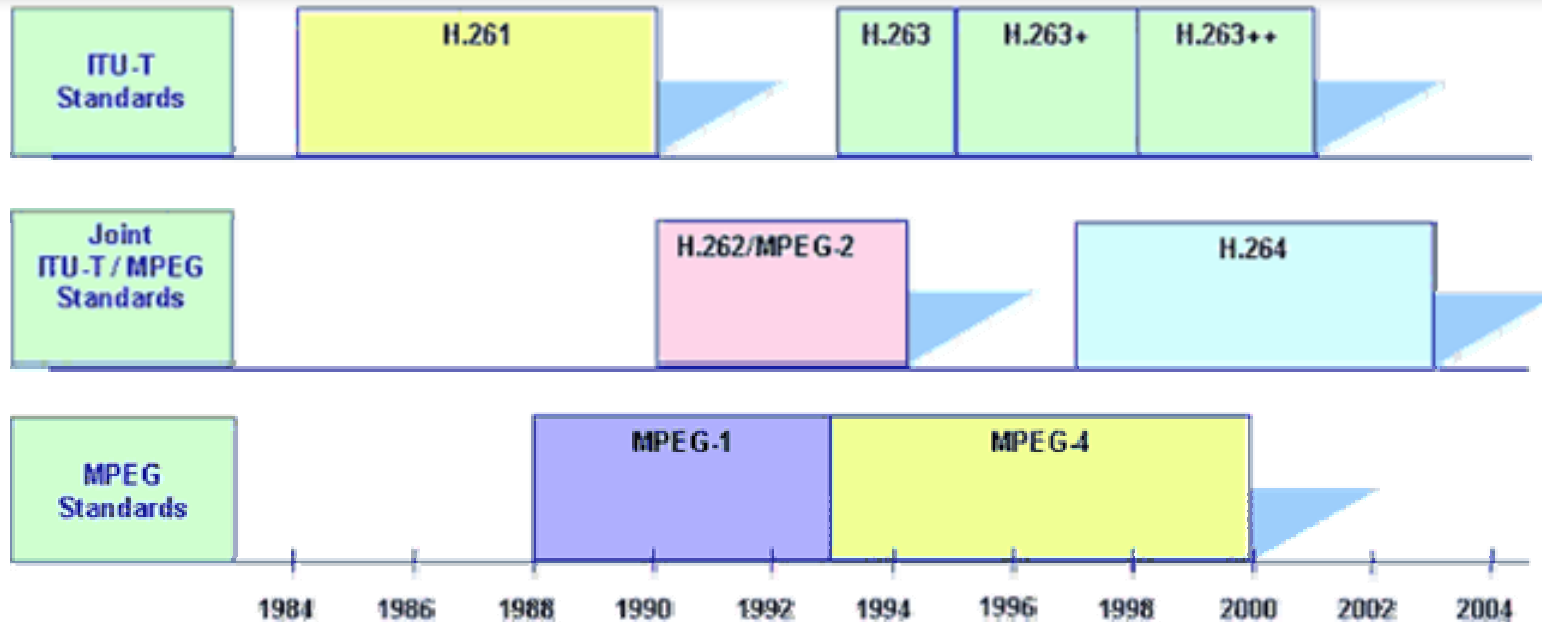 ITU-T
Standards
H.261
H.263
H.263+
H.263++
Joint
ITU-T / MPEG
Standards
H.262/MPEG-2
H.264
MPEG
Standards
MPEG-1
MPEG-4
1984 1986 1988 1990 1992 1994 1996 1998 2000 2002 2004